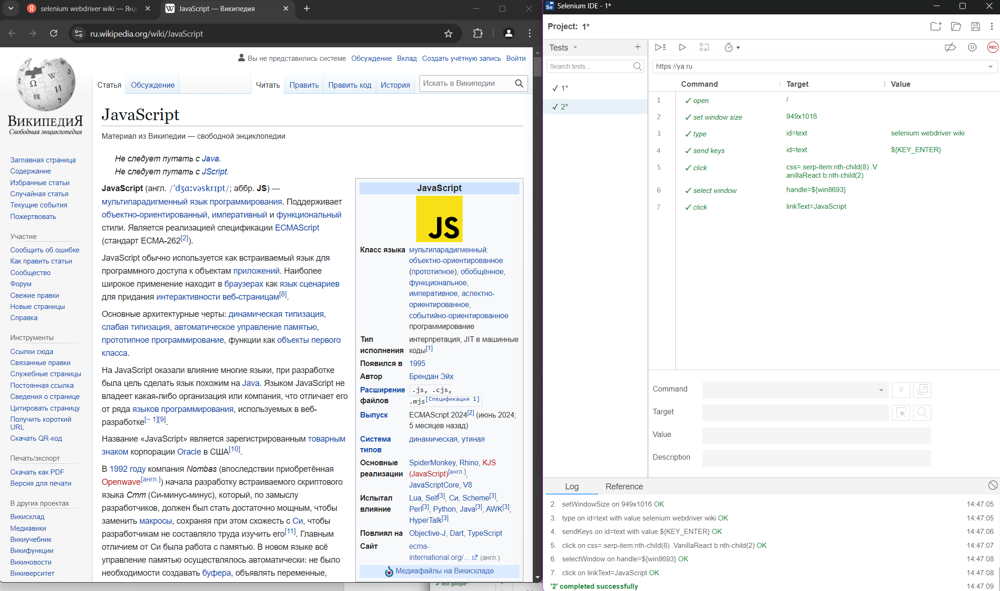 selenium webdriver wiki — Янд
JavaScript — Википедия
ru.wikipedia.org/wiki/JavaScript
ВИКИПЕДИЯ
Свободная энциклопедия
Заглавная страница
Содержание
Избранные статьи
Случайная статья
Текущие события
Пожертвовать
Участие
Сообщить об ошибке
Как править статьи
Сообщество
Форум
Свежие правки
Новые страницы
Справка
Инструменты
Ссылки сюда
Связанные правки
Служебные страницы
Постоянная ссылка
Сведения о странице
Цитировать страницу
Получить короткий
URL
Скачать QR-код
Печать/экспорт
Скачать как PDF
Версия для печати
В других проектах
Викисклад
Медиавики
Викиучебник
Викифункции
Викиновости
Викиверситет
Вы не представились системе Обсуждение Вклад Создать учётную запись Войти
Статья Обсуждение Читать Править Править код История Искать в Википедии
JavaScript
Материал из Википедии — свободной энциклопедии
Не следует путать с Java.
Не следует путать с JScript.
JavaScript (англ. /ˈdʒɑːvəskrɪpt/; аббр. JS) —
мультипарадигменный язык программирования. Поддерживает
объектно-ориентированный, императивный и функциональный
стили. Является реализацией спецификации ECMAScript
(стандарт ECMA-262[2]).
JavaScript обычно используется как встраиваемый язык для
программного доступа к объектам приложений. Наиболее
широкое применение находит в браузерах как язык сценариев
для придания интерактивности веб-страницам[8].
Основные архитектурные черты: динамическая типизация,
слабая типизация, автоматическое управление памятью,
прототипное программирование, функции как объекты первого
класса.
На JavaScript оказали влияние многие языки, при разработке
была цель сделать язык похожим на Java. Языком JavaScript не
владеет какая-либо организация или компания, что отличает его
от ряда языков программирования, используемых в веб-
разработке[~ 1][9].
Название «JavaScript» является зарегистрированным товарным
знаком корпорации Oracle в США[10].
В 1992 году компания Nombas (впоследствии приобретённая
Openwave[англ.]) начала разработку встраиваемого скриптового
языка Cmm (Си-минус-минус), который, по замыслу
разработчиков, должен был стать достаточно мощным, чтобы
заменить макросы, сохраняя при этом схожесть с Си, чтобы
разработчикам не составляло труда изучить его[11]. Главным
отличием от Си была работа с памятью. В новом языке всё
управление памятью осуществлялось автоматически: не было
необходимости создавать буфера, объявлять переменные,
JavaScript
JS
Класс языка мультипарадигменный:
объектно-ориентированное
(прототипное), обобщённое,
функциональное,
императивное, аспектно-
ориентированное,
событийно-ориентированное
программирование
Тип интерпретация, JIT в машинные
исполнения коды[1]
Появился в 1995
Автор Брендан Эйх
Расширение .js, .cjs,
файлов .mjs[Спецификация 1]
Выпуск ECMAScript 2024[2] (июнь 2024;
5 месяцев назад)
Система динамическая, утиная
типов
Основные SpiderMonkey, Rhino, KJS
реализации (JavaScript)[англ.],
JavaScriptCore, V8
Испытал Lua, Self[3], Си, Scheme[3],
влияние Perl[3], Python, Java[3], AWK[3],
HyperTalk[3]
Повлиял на Objective-J, Dart, TypeScript
Сайт ecma-
international.org/... (англ.)
Медиафайлы на Викискладе
✓ test google*
Se Selenium IDE - 1*
Project: 1*
Tests +
Search tests...
✓ 1*
✓ 2*
REC
https://ya.ru
Command Target Value
1 ✓ open /
2 ✓ set window size 949x1016
3 ✓ type id=text selenium webdriver wiki
4 ✓ send keys id=text ${KEY_ENTER}
5 ✓ click css=.serp-item:nth-child(8) .V
anillaReact b:nth-child(2)
6 ✓ select window handle=${win8693}
7 ✓ click linkText=JavaScript
Command //
Target
Value
Description
Log Reference
2. setWindowSize on 949x1016 OK 14:47:05
3. type on id=text with value selenium webdriver wiki OK 14:47:05
4. sendKeys on id=text with value ${KEY_ENTER} OK 14:47:06
5. click on css=.serp-item:nth-child(8) .VanillaReact b:nth-child(2) OK 14:47:07
6. selectWindow on handle=${win8693} OK 14:47:08
7. click on linkText=JavaScript OK 14:47:08
'2' completed successfully 14:47:09